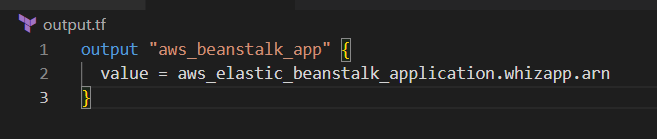 output.tf
1 output "aws_beanstalk_app" {
2 value = aws_elastic_beanstalk_application.whizapp.arn
3 }